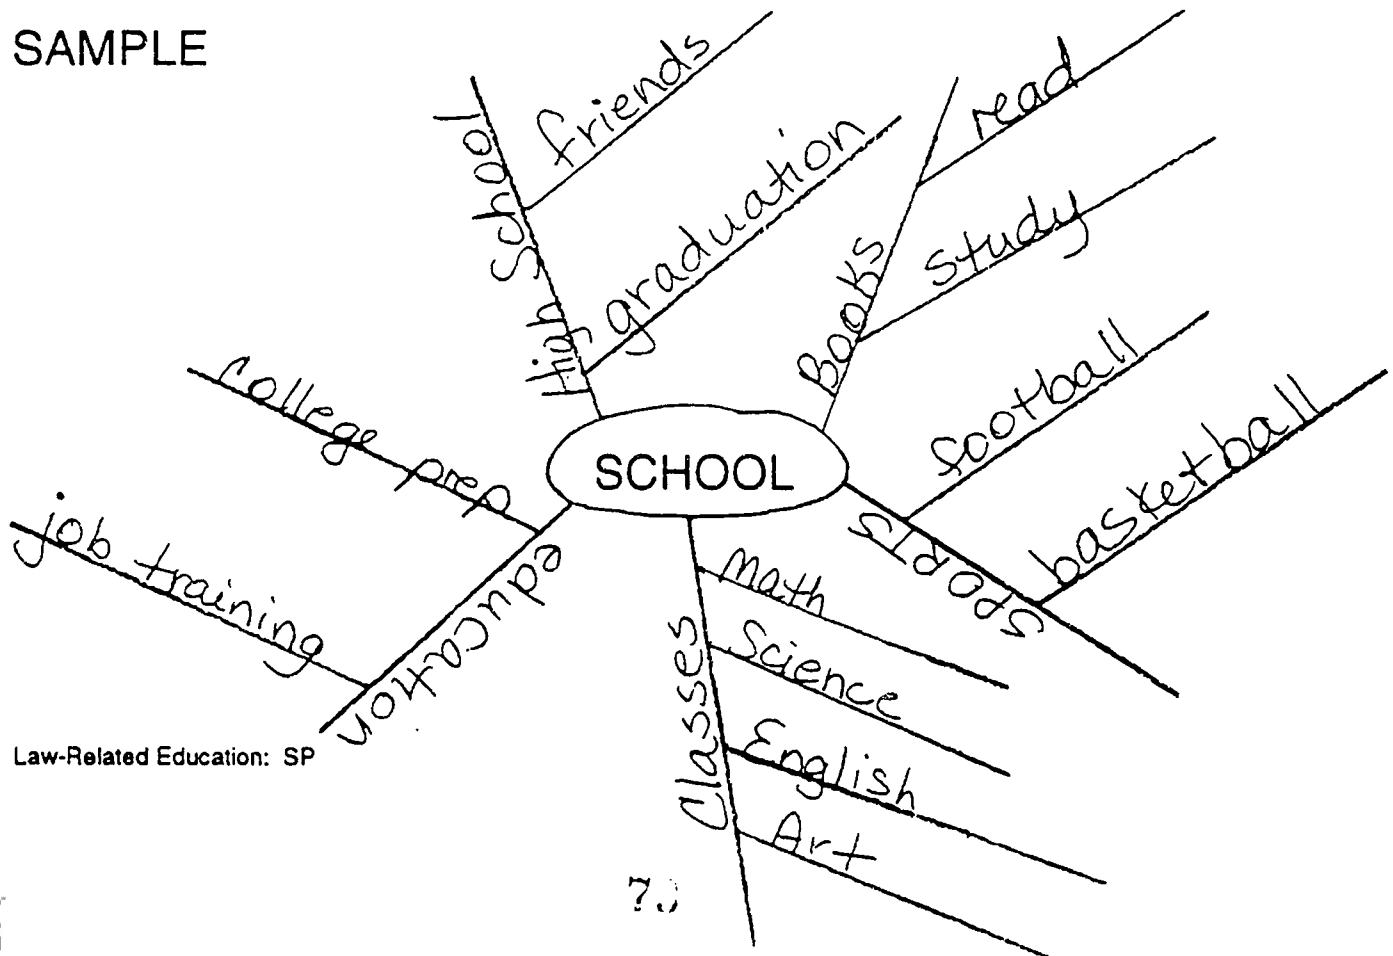 SAMPLE
High School
friends
graduation
Books
read
study
SCHOOL
college prep
job training
education
football
basketball
Sports
Classes
Math
Science
English
Art
Law-Related Education: SP